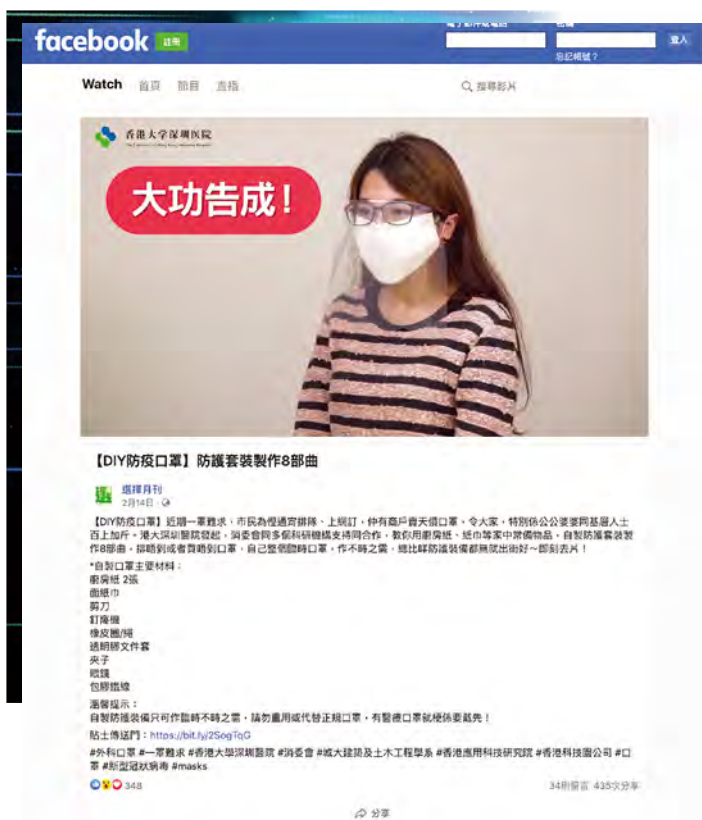 facebook
註冊
登入
忘記帳號？
Watch 首頁 節目 直播
搜尋影片
香港大学深圳医院
大功告成！
【DIY防疫口罩】防護套裝製作8部曲
選擇月刊
2月14日
【DIY防疫口罩】近期一罩難求，市民為慳通宵排隊、上網訂，仲有商戶賣天價口罩，令大家，特別係公公婆婆同基層人士
百上加斤。港大深圳醫院發起，消委會同多個科研機構支持同合作，教你用廚房紙、紙巾等家中常備物品，自製防護套裝製
作8部曲，排唔到或者買唔到口罩，自己整個臨時口罩，作不時之需，總比冇防護裝備都無就出街好～即刻去片！
*自製口罩主要材料：
廚房紙 2張
面紙巾
剪刀
釘書機
橡皮圈/繩
透明膠文件套
夾子
眼鏡
包膠鐵線
溫馨提示：
自製防護裝備只可作臨時不時之需，請勿重用或代替正規口罩，有醫療口罩就梗係要戴先！
貼士傳送門：https://bit.ly/2SogTqG
#外科口罩 #一罩難求 #香港大學深圳醫院 #消委會 #城大建築及土木工程學系 #香港應用科技研究院 #香港科技園公司 #口
罩 #新型冠狀病毒 #masks
348
34則留言 435次分享
分享